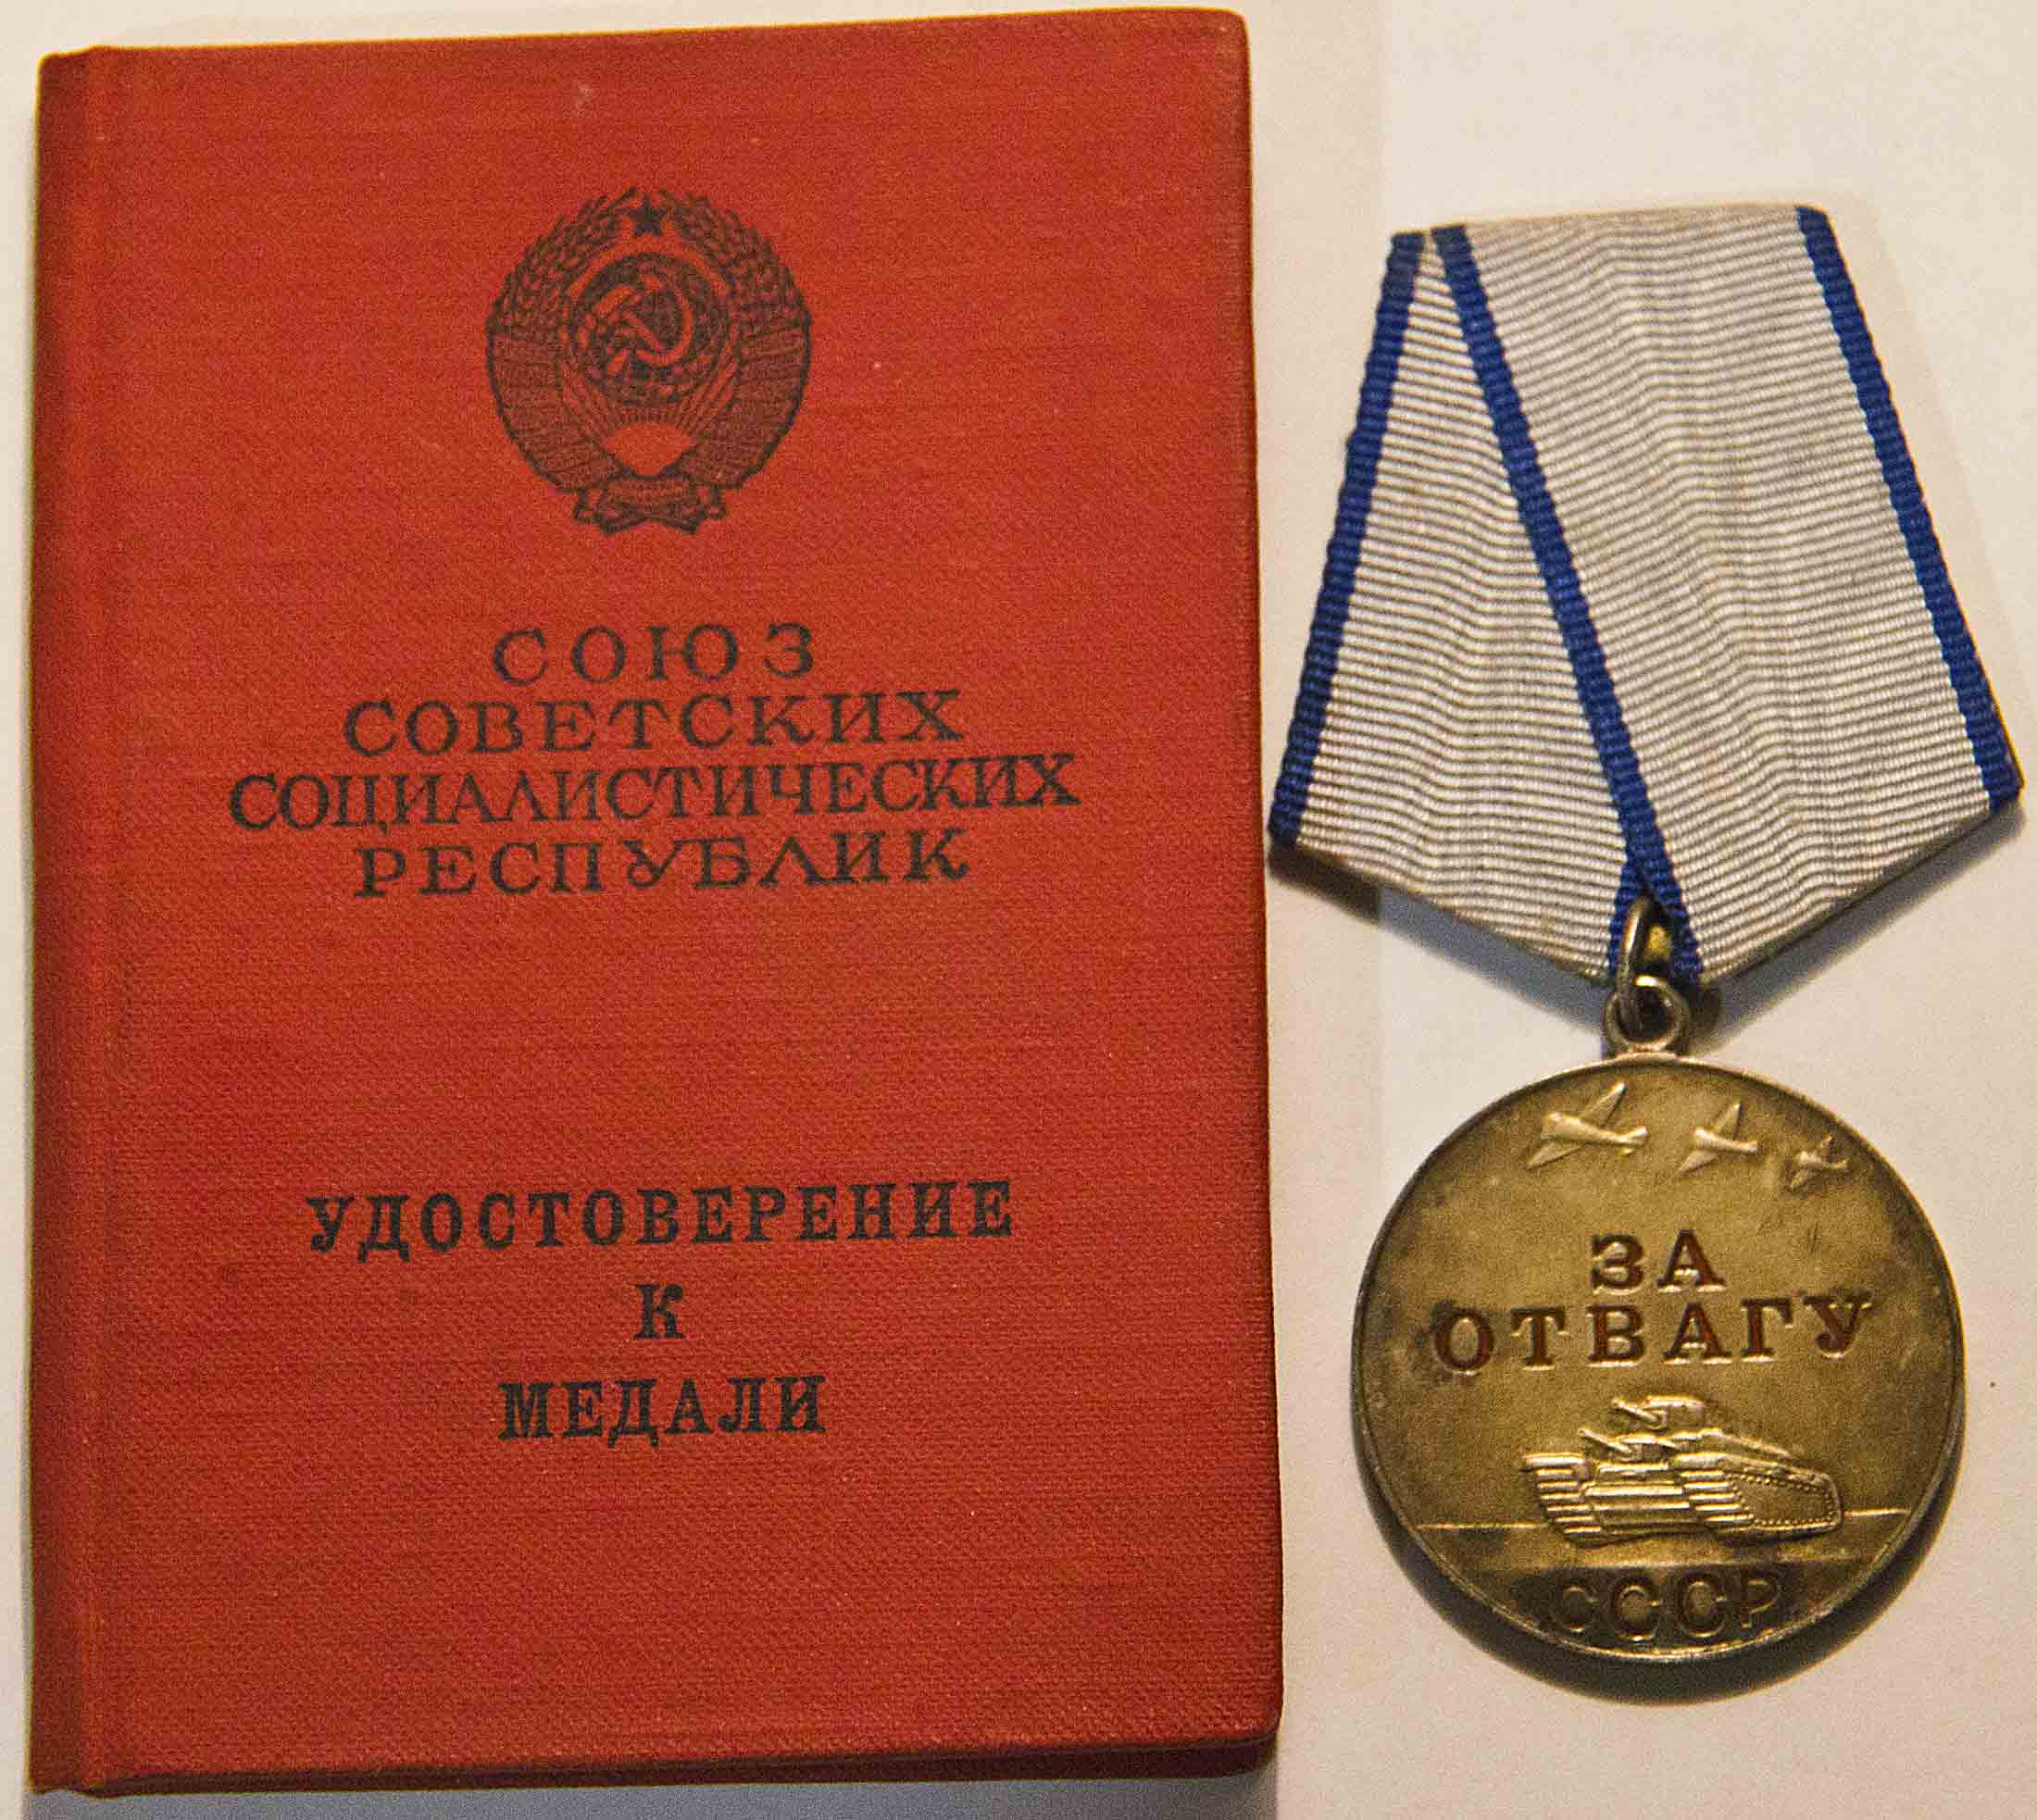 СОЮЗ
СОВЕТСКИХ
СОЦИАЛИСТИЧЕСКИХ
РЕСПУБЛИК
УДОСТОВЕРЕНИЕ
К
МЕДАЛИ
ЗА
ОТВАГУ
СССР